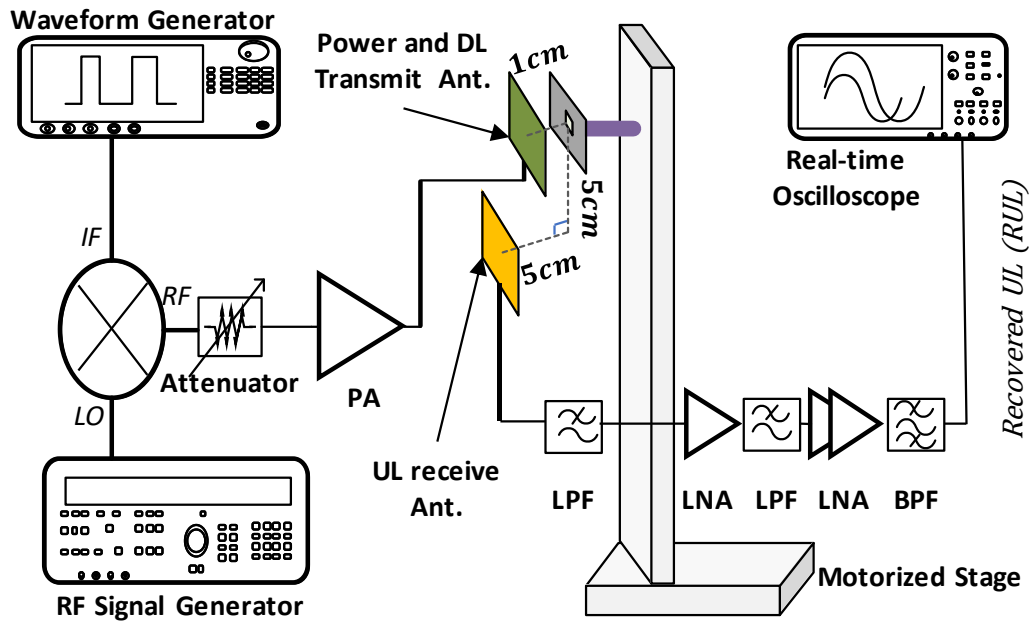 Waveform Generator
Power and DL
Transmit Ant.
1cm
5cm
5cm
Real-time
Oscilloscope
Recovered UL (RUL)
IF
RF
LO
Attenuator
PA
UL receive
Ant.
LPF
LNA
LPF
LNA
BPF
Motorized Stage
RF Signal Generator